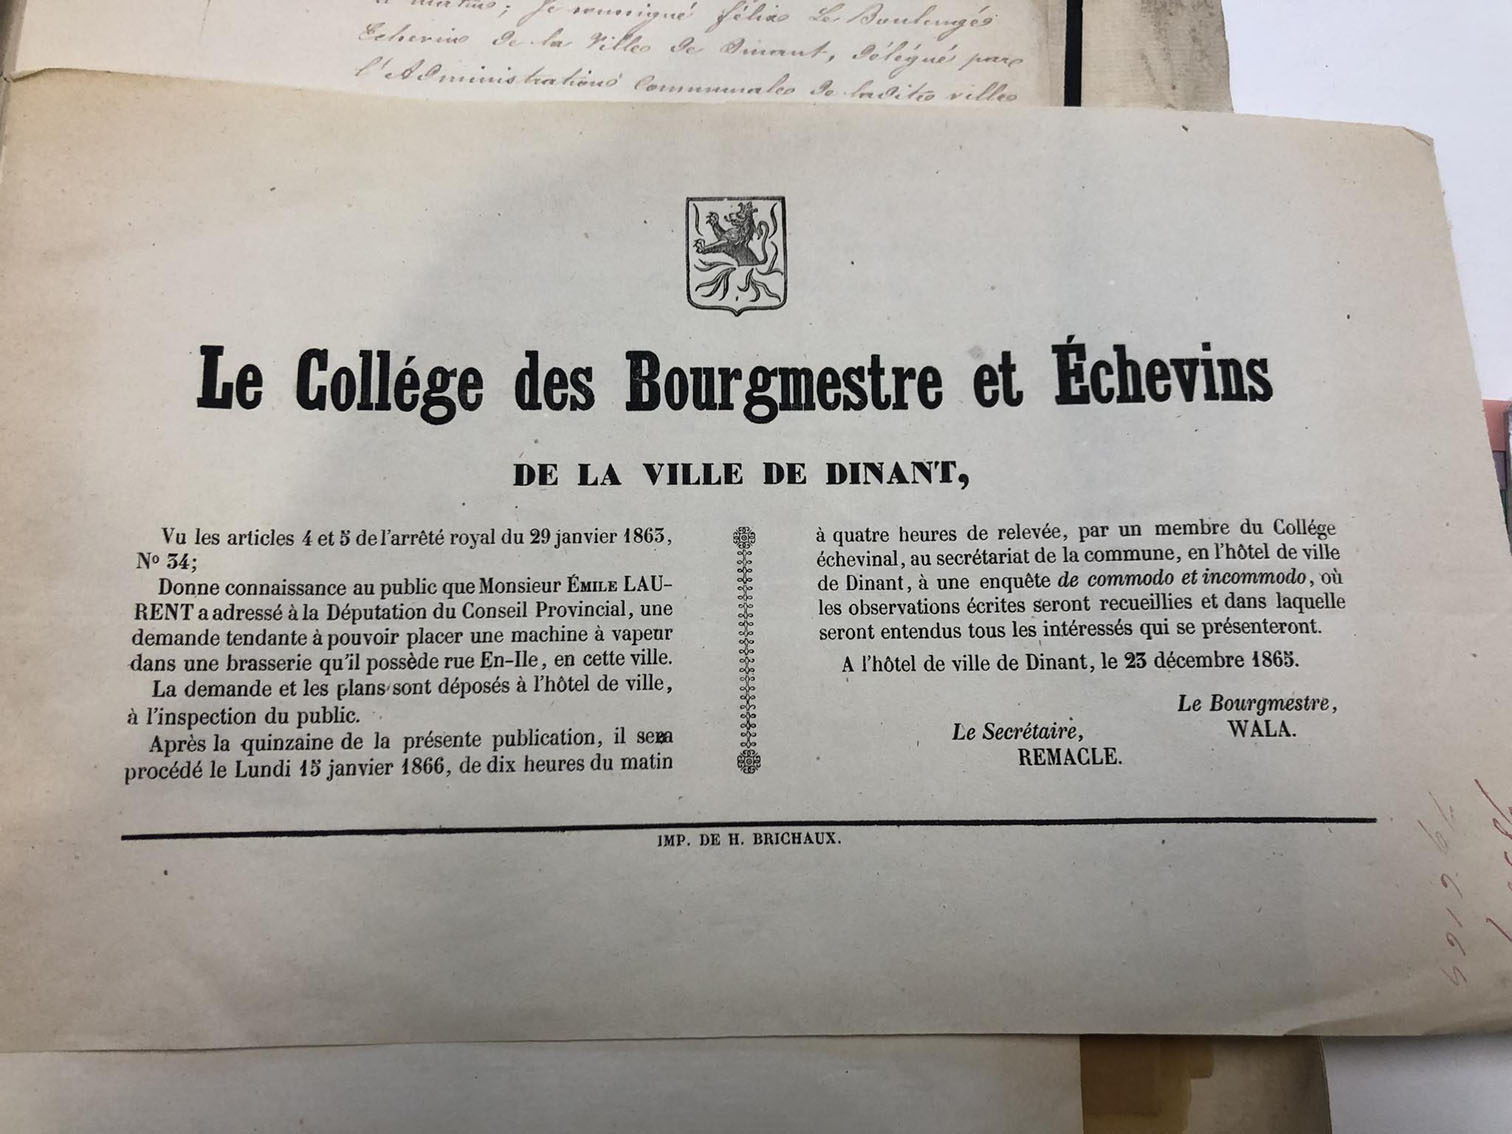 à matins; Je soussigné félix Le Boulengé
Echevin de la Ville de Dinant, délégué par
l'Administration Communale de ladite ville
Le Collége des Bourgmestre et Échevins
DE LA VILLE DE DINANT,
Vu les articles 4 et 5 de l'arrêté royal du 29 janvier 1863,
No 34;
Donne connaissance au public que Monsieur ÉMILE LAU-
RENT a adressé à la Députation du Conseil Provincial, une
demande tendante à pouvoir placer une machine à vapeur
dans une brasserie qu'il possède rue En-Ile, en cette ville.
La demande et les plans sont déposés à l'hôtel de ville,
à l'inspection du public.
Après la quinzaine de la présente publication, il sera
procédé le Lundi 15 janvier 1866, de dix heures du matin
à quatre heures de relevée, par un membre du Collége
échevinal, au secrétariat de la commune, en l'hôtel de ville
de Dinant, à une enquête de commodo et incommodo, où
les observations écrites seront recueillies et dans laquelle
seront entendus tous les intéressés qui se présenteront.
A l'hôtel de ville de Dinant, le 23 décembre 1865.
Le Bourgmestre,
WALA.
Le Secrétaire,
REMACLE.
IMP. DE H. BRICHAUX.